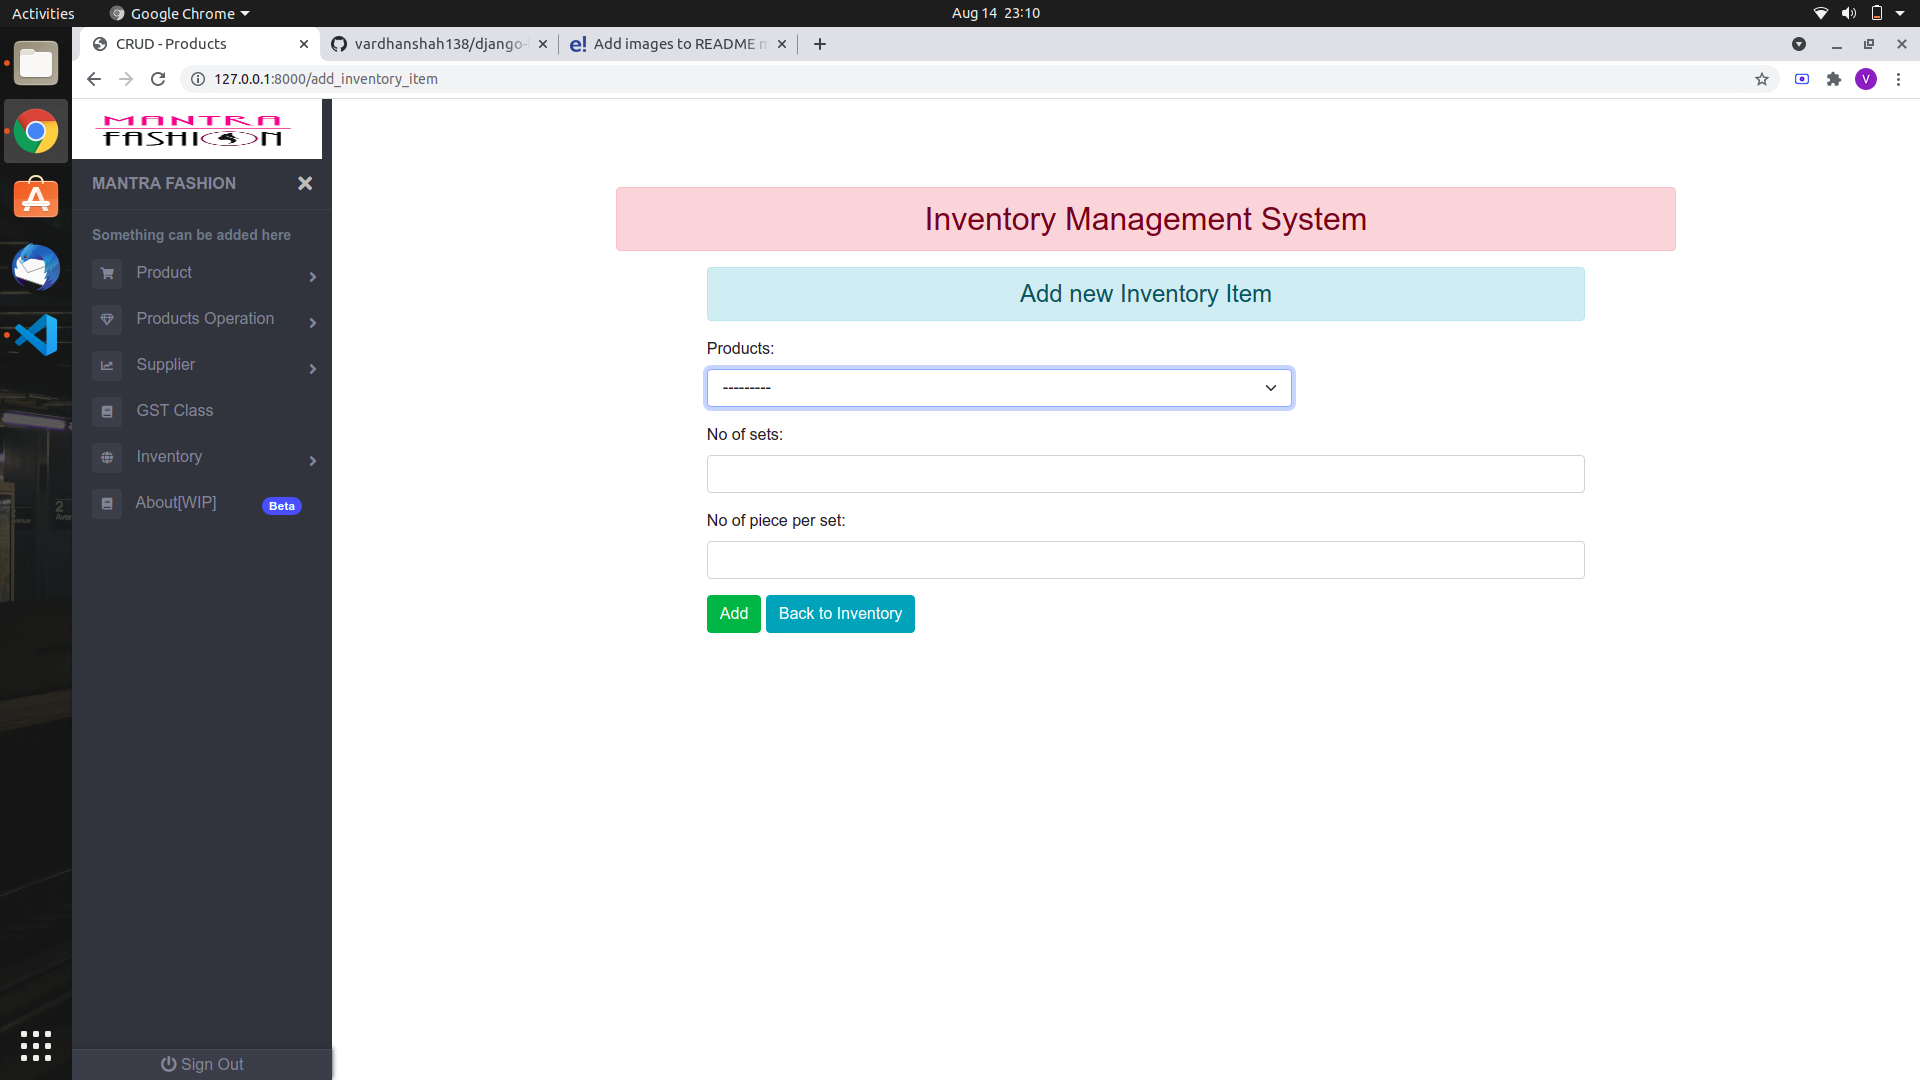 Activities
Google Chrome
Aug 14 23:10
CRUD - Products
vardhanshah138/django-
Add images to README
127.0.0.1:8000/add_inventory_item
V
MANTRA
FASHION
MANTRA FASHION
Something can be added here
Product
Products Operation
Supplier
GST Class
Inventory
About[WIP]
Beta
Sign Out
Inventory Management System
Add new Inventory Item
Products:
---------
No of sets:
No of piece per set:
Add
Back to Inventory